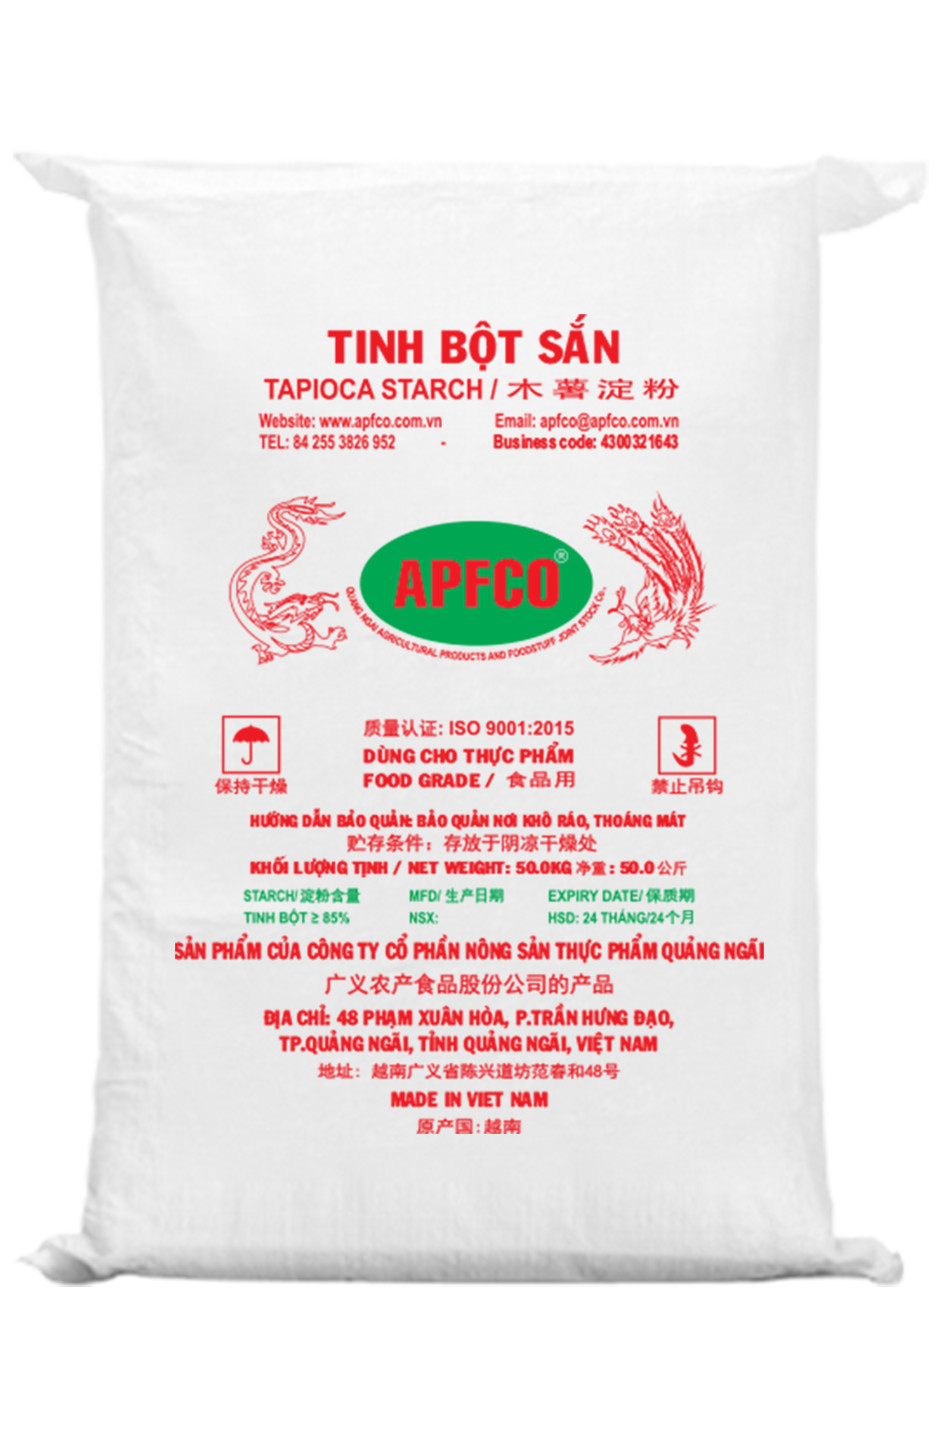 TINH BỘT SẮN
TAPIOCA STARCH / 木薯淀粉
Website: www.apfco.com.vn Email: apfco@apfco.com.vn
TEL: 84 255 3826 952 - Business code: 4300321643
APFCO®
QUANG NGAI AGRICULTURAL PRODUCTS AND FOODSTUFF JOINT STOCK Co.,
质量认证: ISO 9001:2015
DÙNG CHO THỰC PHẨM
FOOD GRADE / 食品用
保持干燥
禁止吊钩
HƯỚNG DẪN BẢO QUẢN: BẢO QUẢN NƠI KHÔ RÁO, THOÁNG MÁT
贮存条件：存放于阴凉干燥处
KHỐI LƯỢNG TỊNH / NET WEIGHT: 50.0KG 净重: 50.0 公斤
STARCH/ 淀粉含量 MFD/ 生产日期 EXPIRY DATE/ 保质期
TINH BỘT ≥ 85% NSX: HSD: 24 THÁNG/24个月
SẢN PHẨM CỦA CÔNG TY CỔ PHẦN NÔNG SẢN THỰC PHẨM QUẢNG NGÃI
广义农产食品股份公司的产品
ĐỊA CHỈ: 48 PHẠM XUÂN HÒA, P.TRẦN HƯNG ĐẠO,
TP.QUẢNG NGÃI, TỈNH QUẢNG NGÃI, VIỆT NAM
地址：越南广义省陈兴道坊范春和48号
MADE IN VIET NAM
原产国: 越南